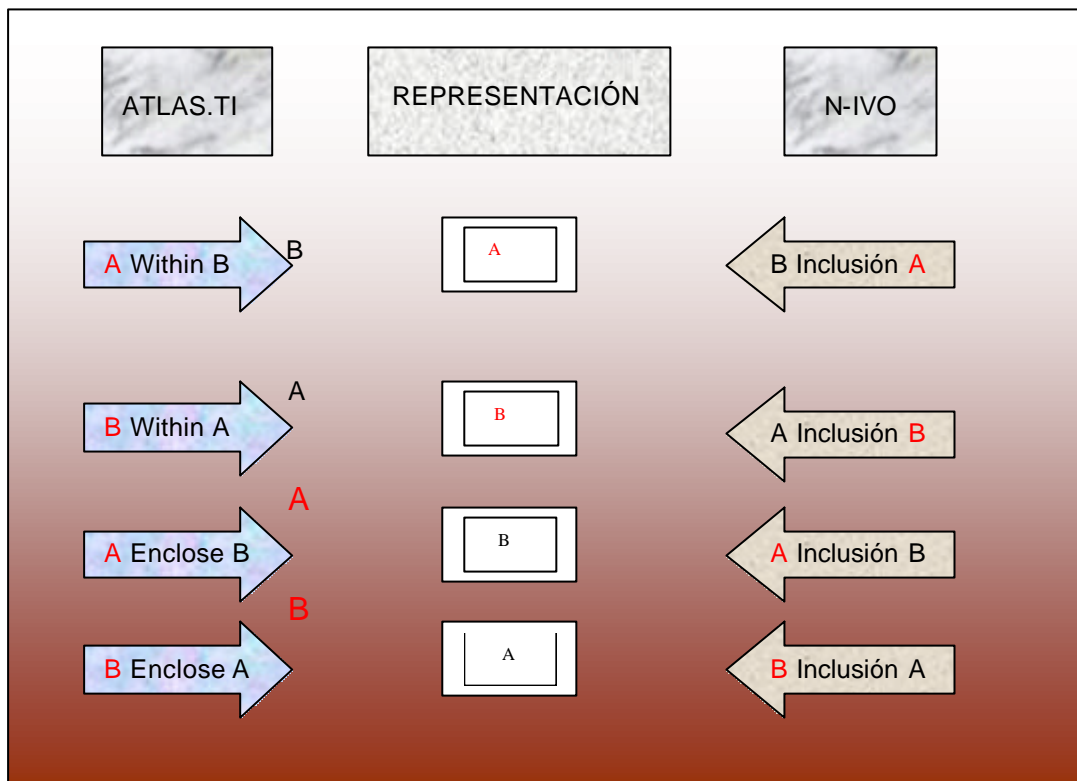 ATLAS.TI
REPRESENTACIÓN
N-IVO
A Within B
B
A
B Inclusión A
B Within A
A
B
A Inclusión B
A
A Enclose B
B
A Inclusión B
B
B Enclose A
A
B Inclusión A